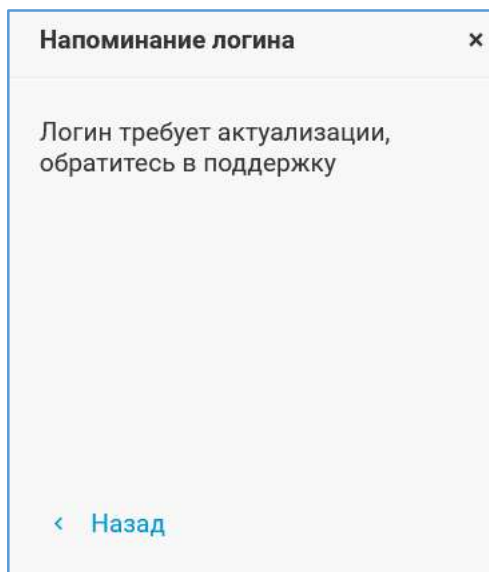 Напоминание логина ×
Логин требует актуализации,
обратитесь в поддержку
< Назад